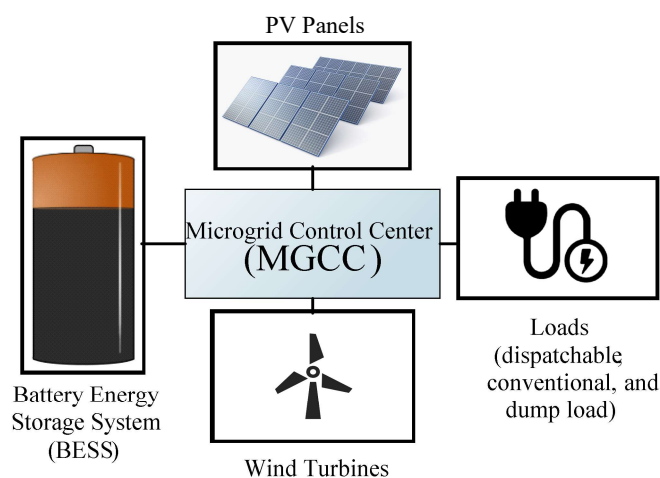 PV Panels
Microgrid Control Center
(MGCC)
Battery Energy
Storage System
(BESS)
Loads
(dispatchable,
conventional, and
dump load)
Wind Turbines